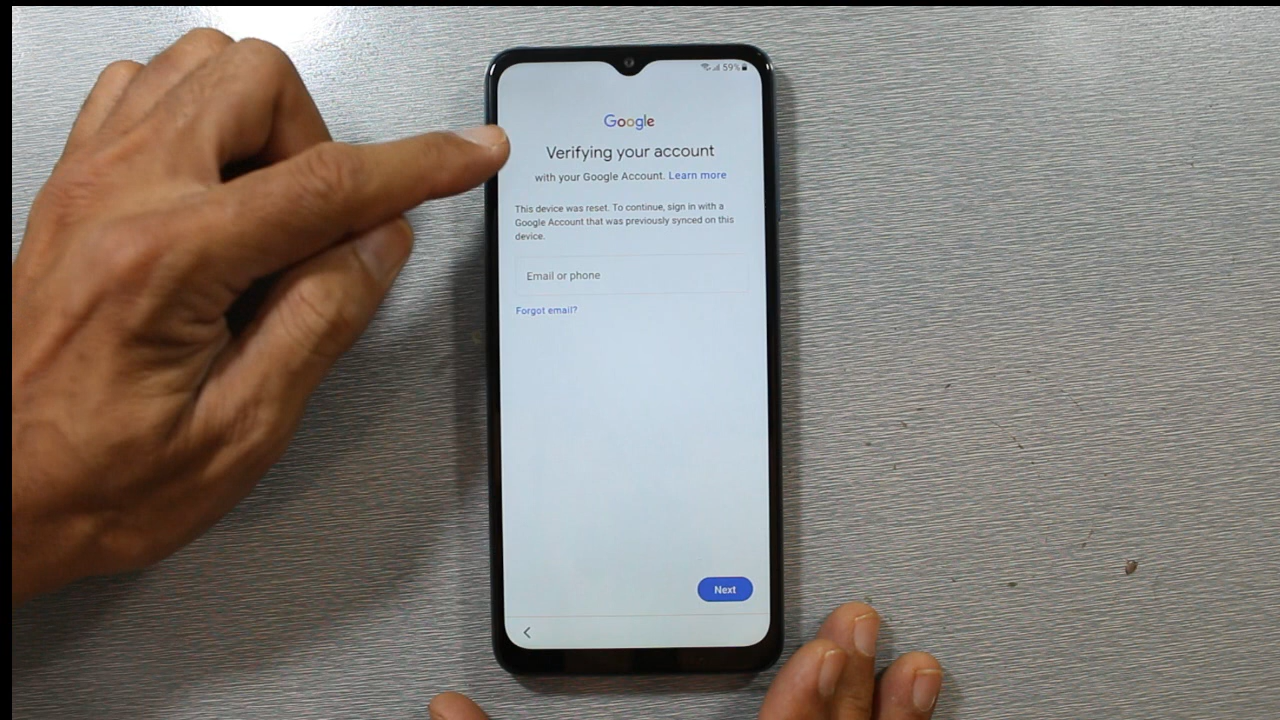 59%
Google
Verifying your account
with your Google Account. Learn more
This device was reset. To continue, sign in with a
Google Account that was previously synced on this
device.
Email or phone
Forgot email?
Next